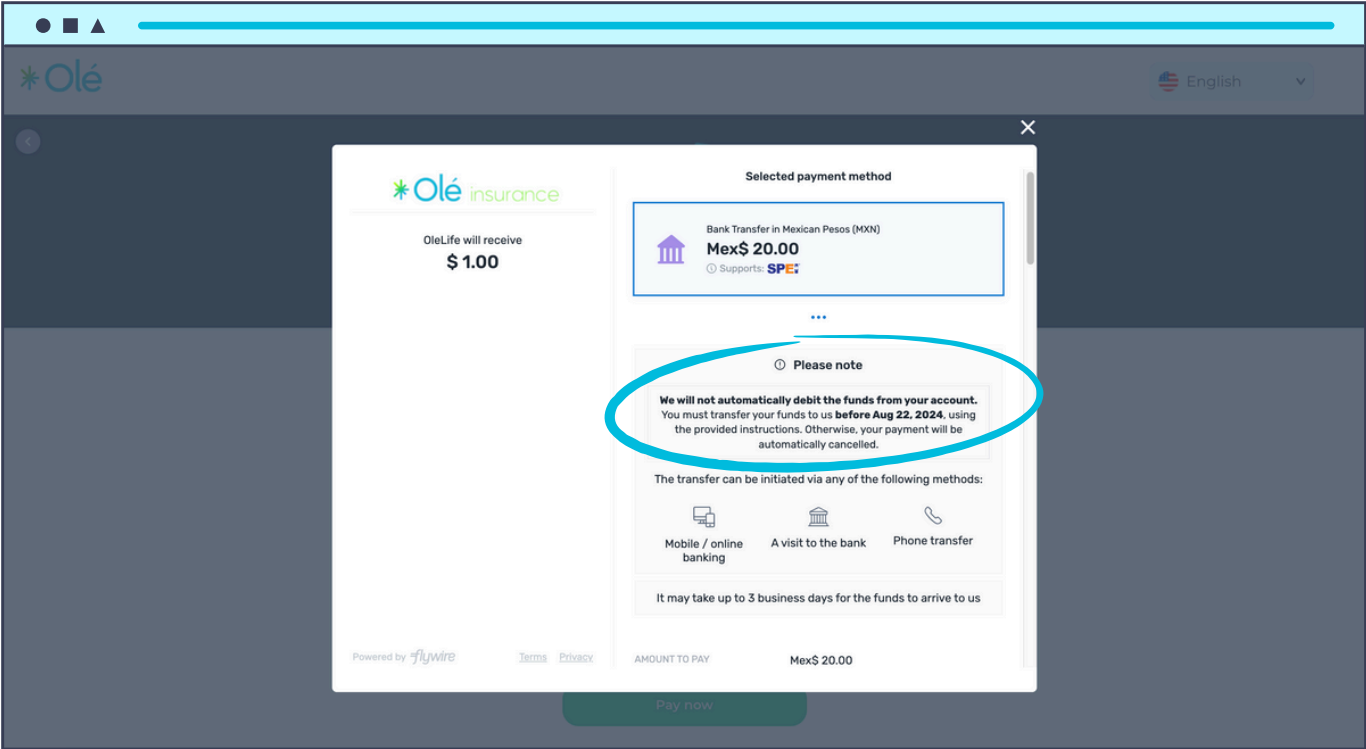 Olé
English
Olé insurance
OleLife will receive
$ 1.00
Selected payment method
Bank Transfer in Mexican Pesos (MXN)
Mex$ 20.00
Supports: SPEI
Please note
We will not automatically debit the funds from your account.
You must transfer your funds to us before Aug 22, 2024, using
the provided instructions. Otherwise, your payment will be
automatically cancelled.
The transfer can be initiated via any of the following methods:
Mobile / online
banking
A visit to the bank
Phone transfer
It may take up to 3 business days for the funds to arrive to us
AMOUNT TO PAY Mex$ 20.00
Powered by flywire Terms Privacy
Pay now